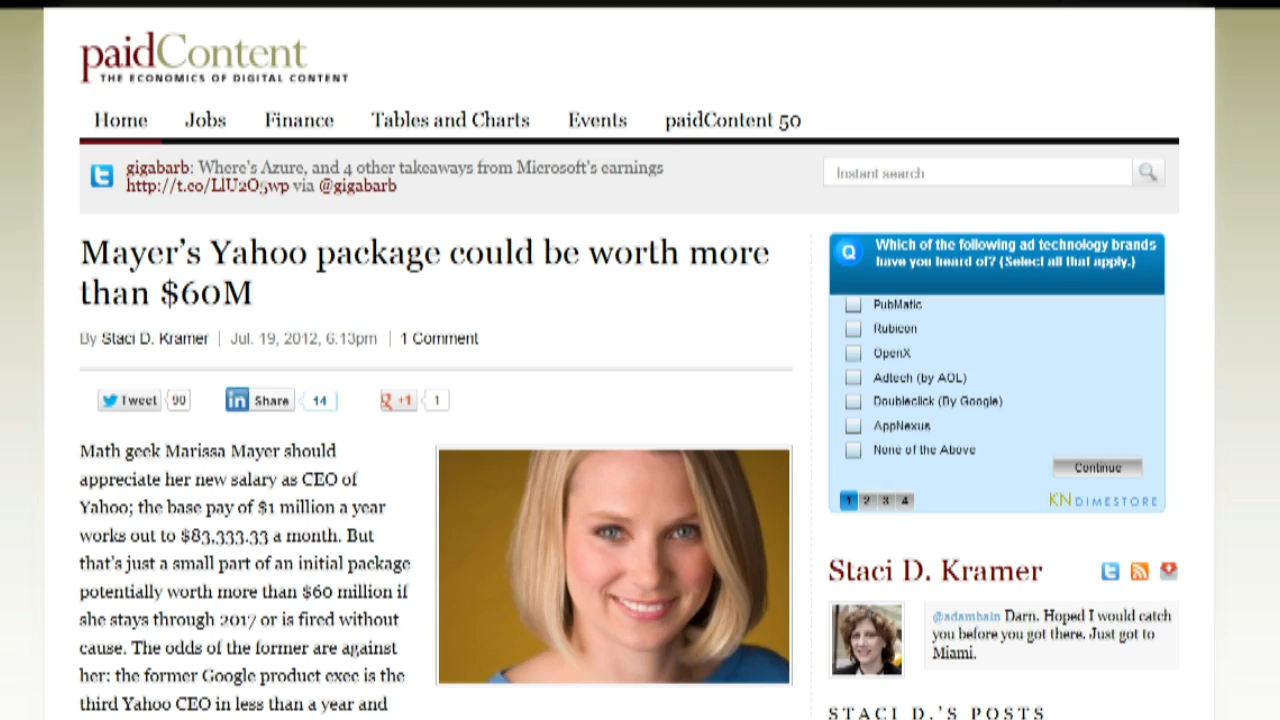 paidContent
THE ECONOMICS OF DIGITAL CONTENT
Home Jobs Finance Tables and Charts Events paidContent 50
gigabarb: Where's Azure, and 4 other takeaways from Microsoft's earnings
http://t.co/LlU2O5wp via @gigabarb
Instant search
Mayer's Yahoo package could be worth more
than $60M
By Staci D. Kramer | Jul. 19, 2012, 6:13pm | 1 Comment
Tweet 90 in Share 14 g +1 1
Math geek Marissa Mayer should
appreciate her new salary as CEO of
Yahoo; the base pay of $1 million a year
works out to $83,333.33 a month. But
that's just a small part of an initial package
potentially worth more than $60 million if
she stays through 2017 or is fired without
cause. The odds of the former are against
her: the former Google product exec is the
third Yahoo CEO in less than a year and
Q Which of the following ad technology brands
have you heard of? (Select all that apply.)
PubMatic
Rubicon
OpenX
Adtech (by AOL)
Doubleclick (By Google)
AppNexus
None of the Above
Continue
1 2 3 4
KN DIMESTORE
Staci D. Kramer
@adambain Darn. Hoped I would catch
you before you got there. Just got to
Miami.
STACI D.'S POSTS